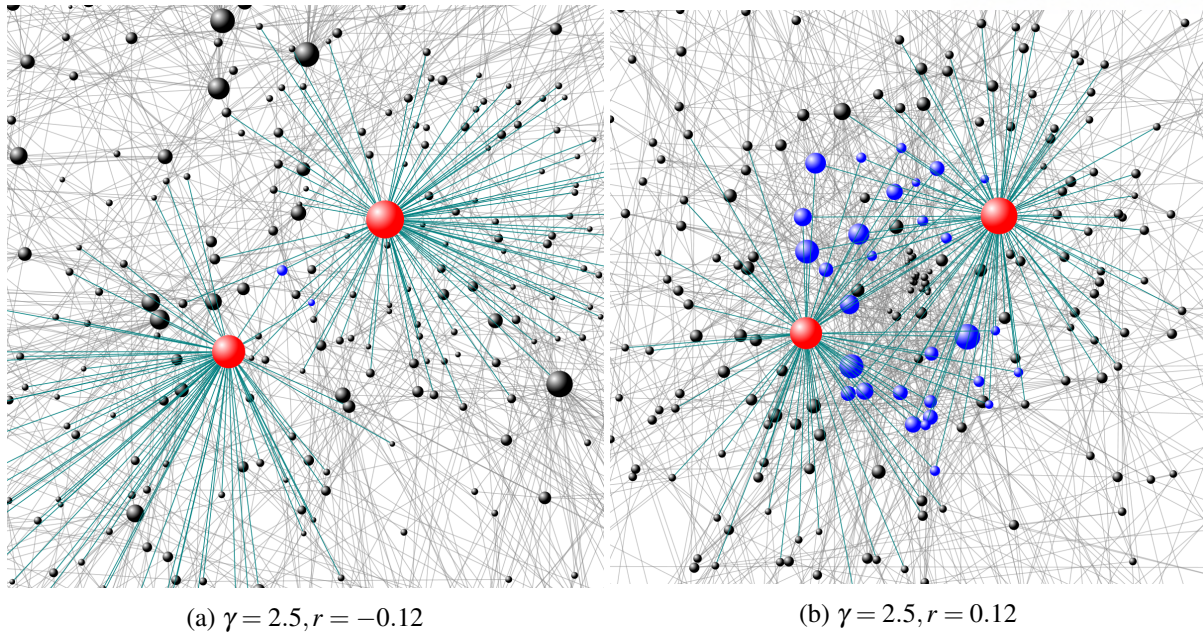 (a) γ = 2.5, r = −0.12
(b) γ = 2.5, r = 0.12